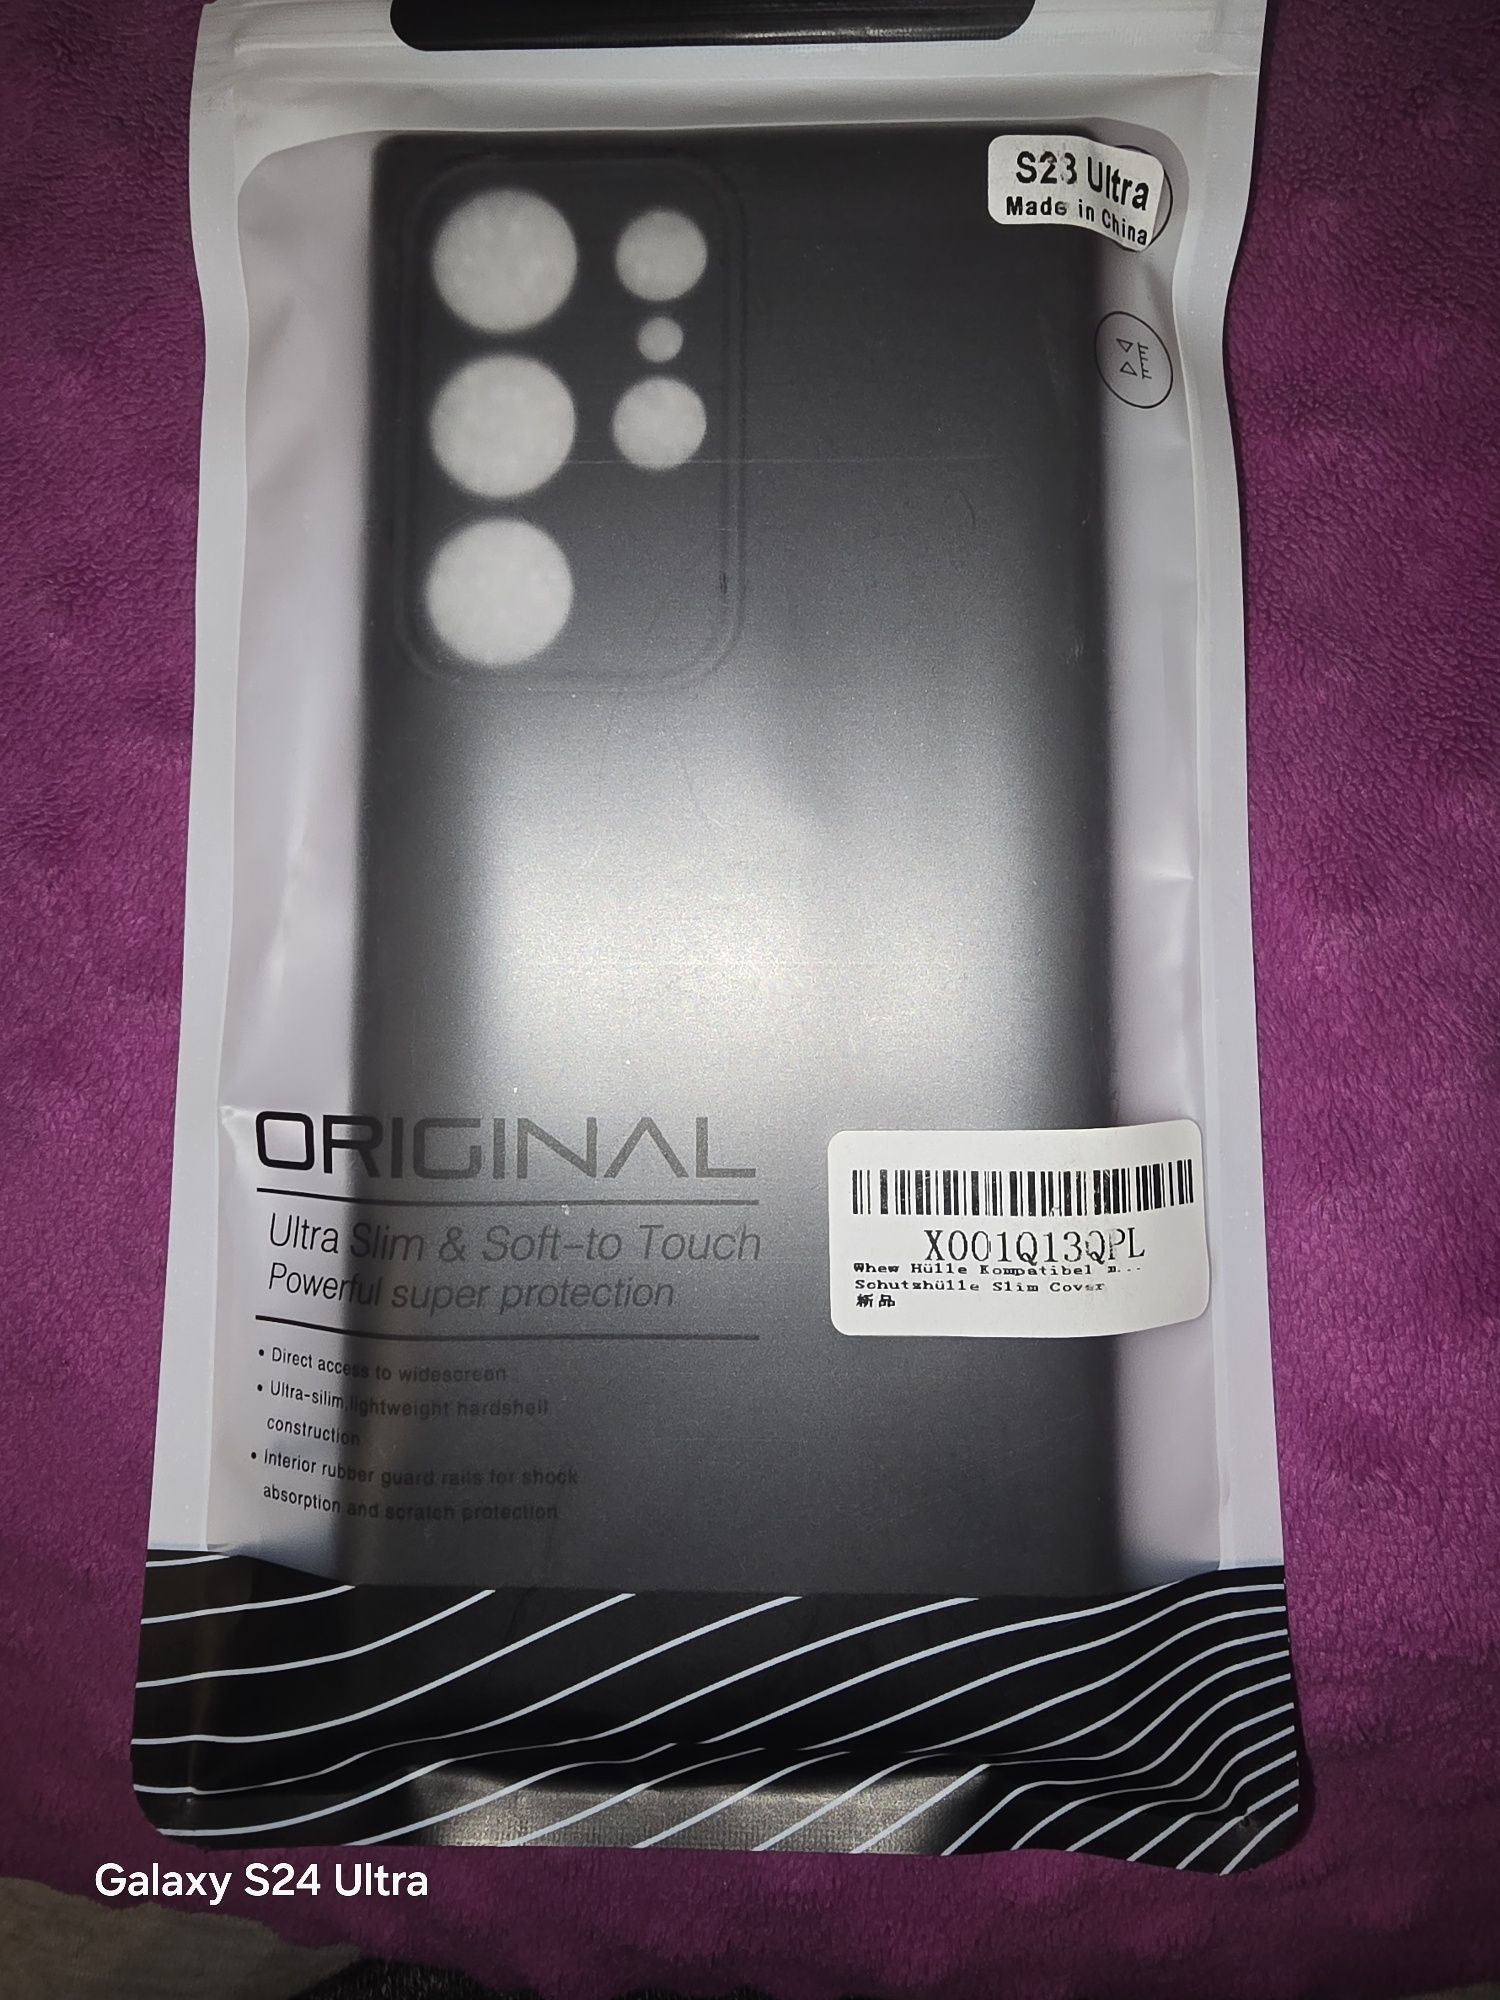 S23 Ultra
Made in China
ORIGINAL
Ultra Slim & Soft-to Touch
Powerful super protection
• Direct access to widescreen
• Ultra-silim,lightweight hardshell
construction
• Interior rubber guard rails for shock
absorption and scratch protection
X001Q13QPL
Whew Hülle Kompatibel m...
Schutzhülle Slim Cover
新品
Galaxy S24 Ultra